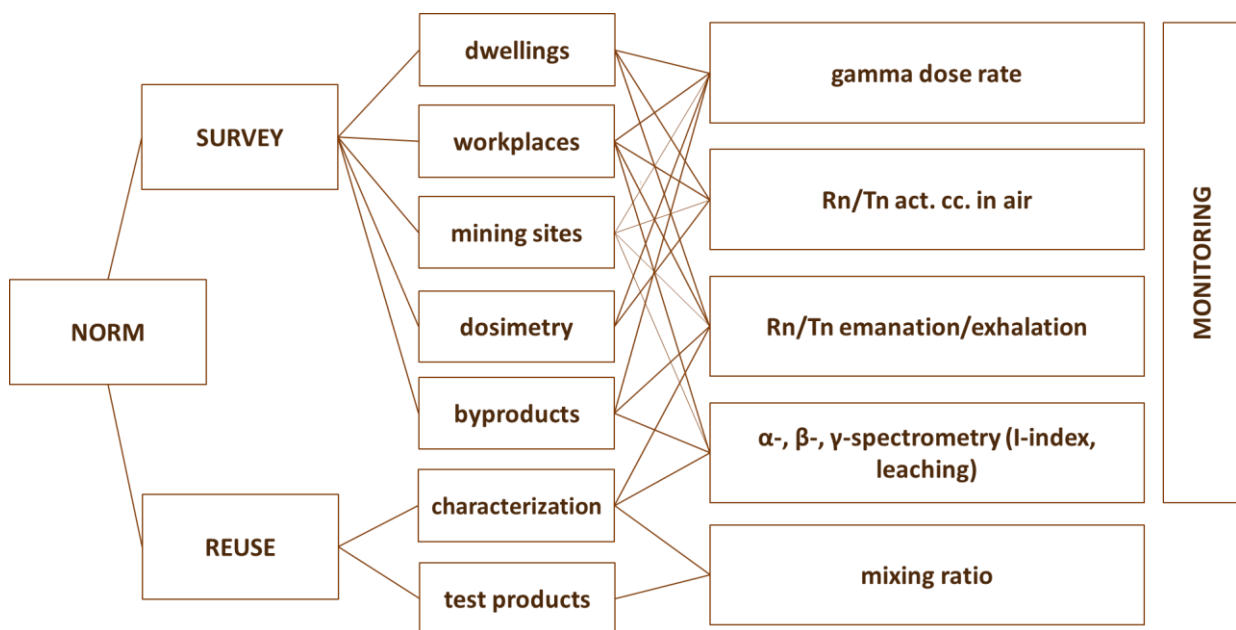 NORM
SURVEY
REUSE
dwellings
workplaces
mining sites
dosimetry
byproducts
characterization
test products
gamma dose rate
Rn/Tn act. cc. in air
Rn/Tn emanation/exhalation
α-, β-, γ-spectrometry (I-index,
leaching)
mixing ratio
MONITORING